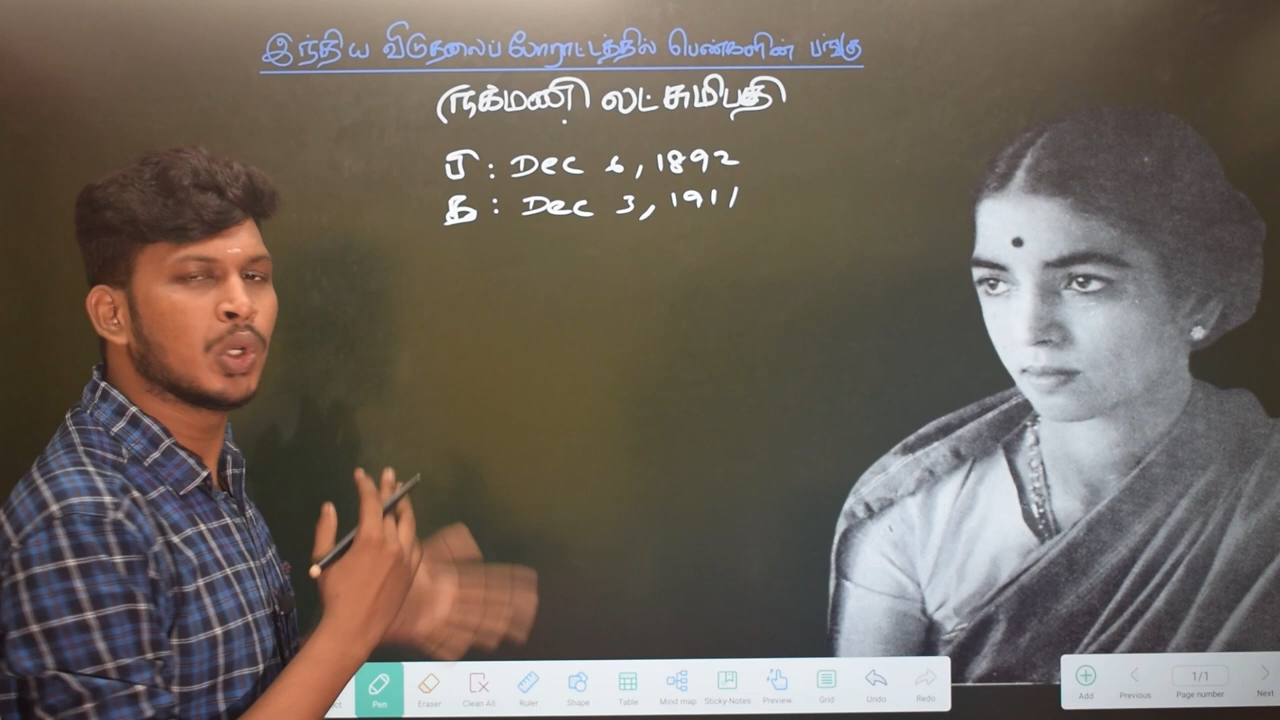 இந்திய விடுதலைப் போராட்டத்தில் பெண்களின் பங்கு
ருக்மணி லட்சுமிபதி
பி : Dec 6, 1892
இ : Dec 3, 1911
Pen Eraser Clean All Ruler Shape Table Mind map Sticky-Notes Preview Grid Undo Redo
Add Previous 1/1 Page number Next